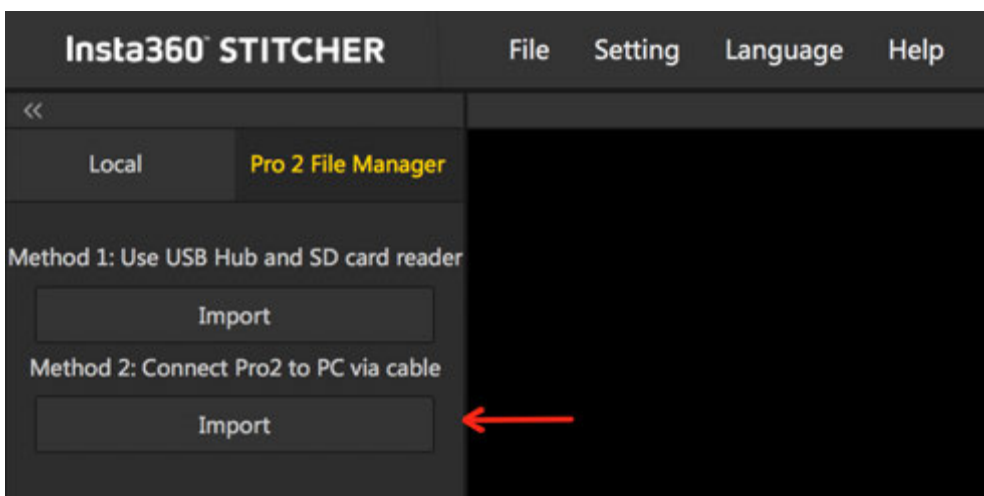 Insta360™ STITCHER File Setting Language Help
«
Local Pro 2 File Manager
Method 1: Use USB Hub and SD card reader
Import
Method 2: Connect Pro2 to PC via cable
Import